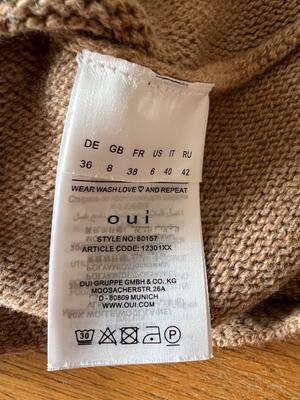 DE GB FR US IT RU
36 8 38 6 40 42
WEAR WASH LOVE ♡ AND REPEAT
oui
STYLE NO: 80157
ARTICLE CODE: 12301XX
OUI GRUPPE GMBH & CO., KG
MOOSACHERSTR. 26A
D - 80809 MUNICH
WWW.OUI.COM
30 P